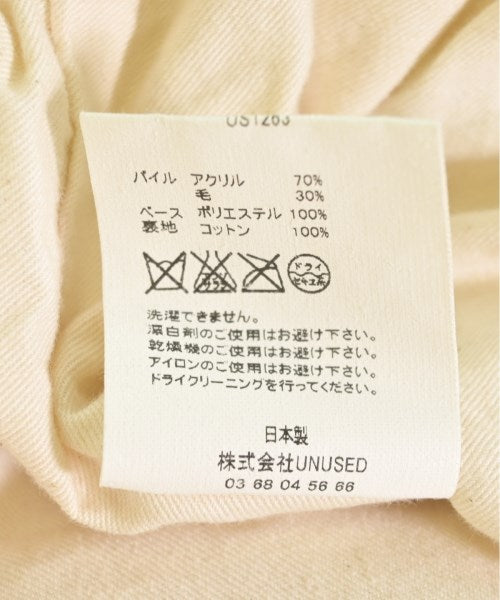 US1263
パイル アクリル 70%
毛 30%
ベース ポリエステル 100%
裏地 コットン 100%
ドライ
セキユ系
洗濯できません。
漂白剤のご使用はお避け下さい。
乾燥機のご使用はお避け下さい。
アイロンのご使用はお避け下さい。
ドライクリーニングを行ってください。
日本製
株式会社UNUSED
03 68 04 56 66